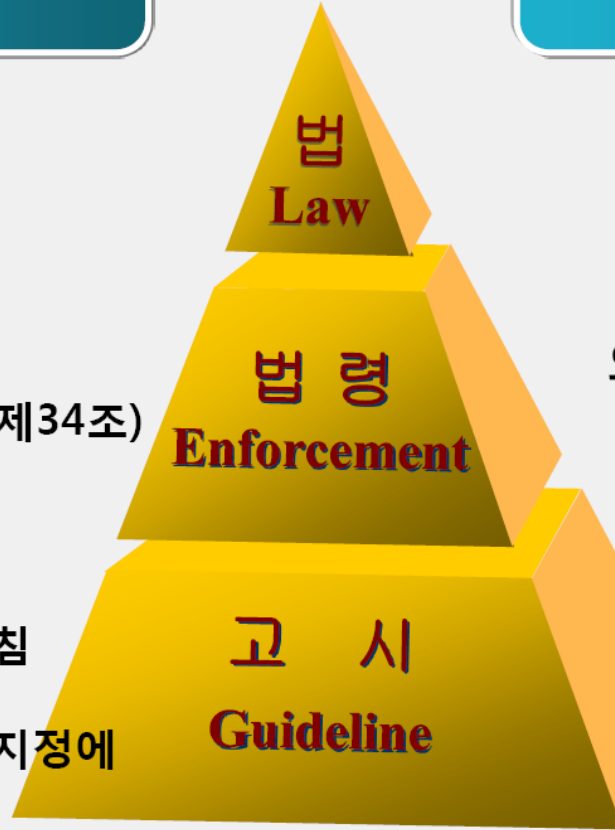 법
Law
법 령
제34조)
Enforcement
고 시
침
Guideline
지정에